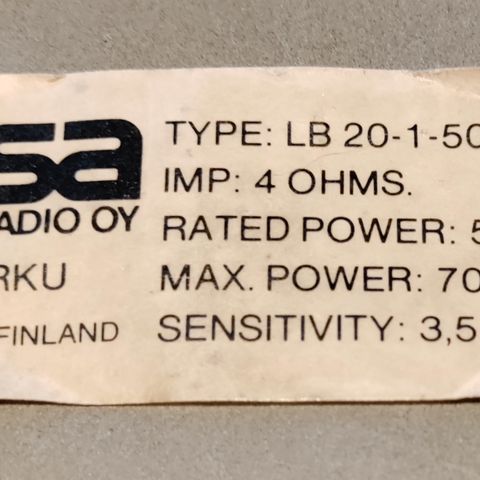 sa
ADIO OY
RKU
FINLAND
TYPE: LB 20-1-50
IMP: 4 OHMS.
RATED POWER: 5
MAX. POWER: 70
SENSITIVITY: 3,5